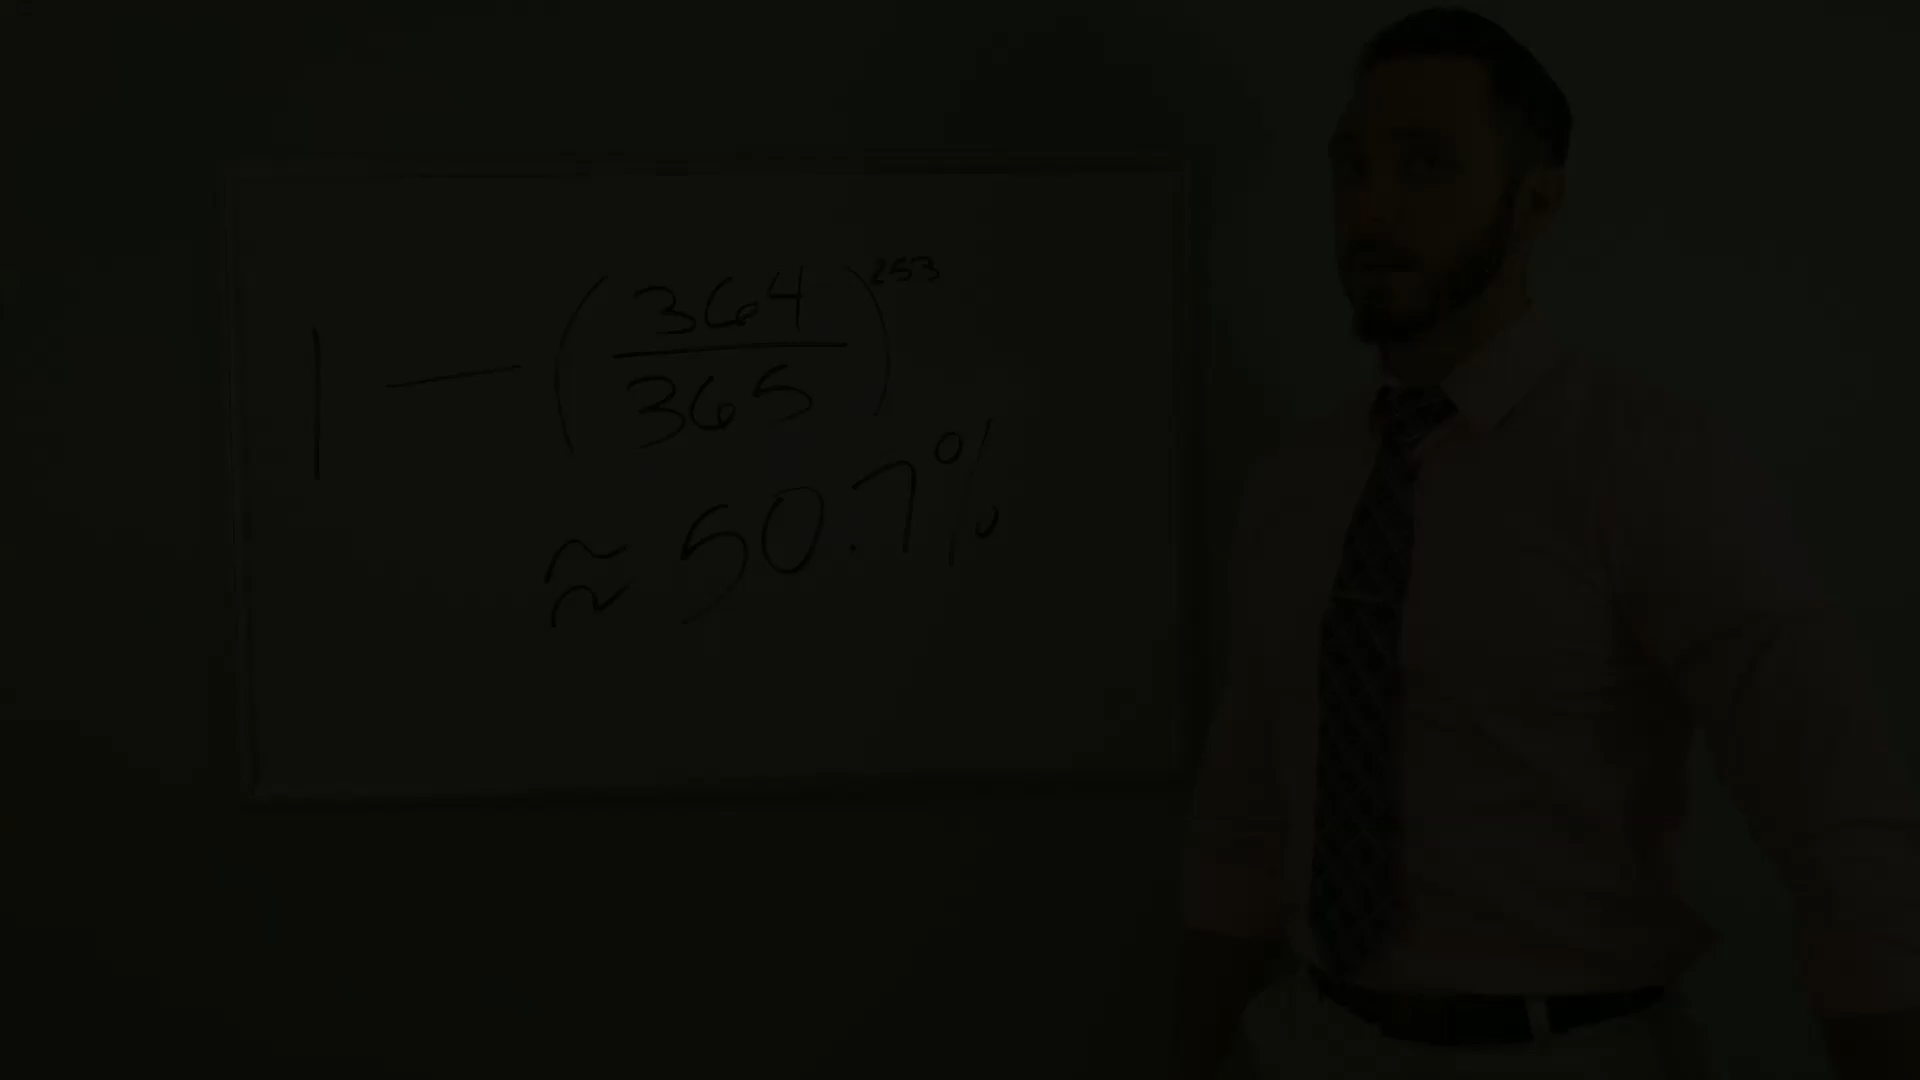 1 — (364/365)^253
≈ 50.7%